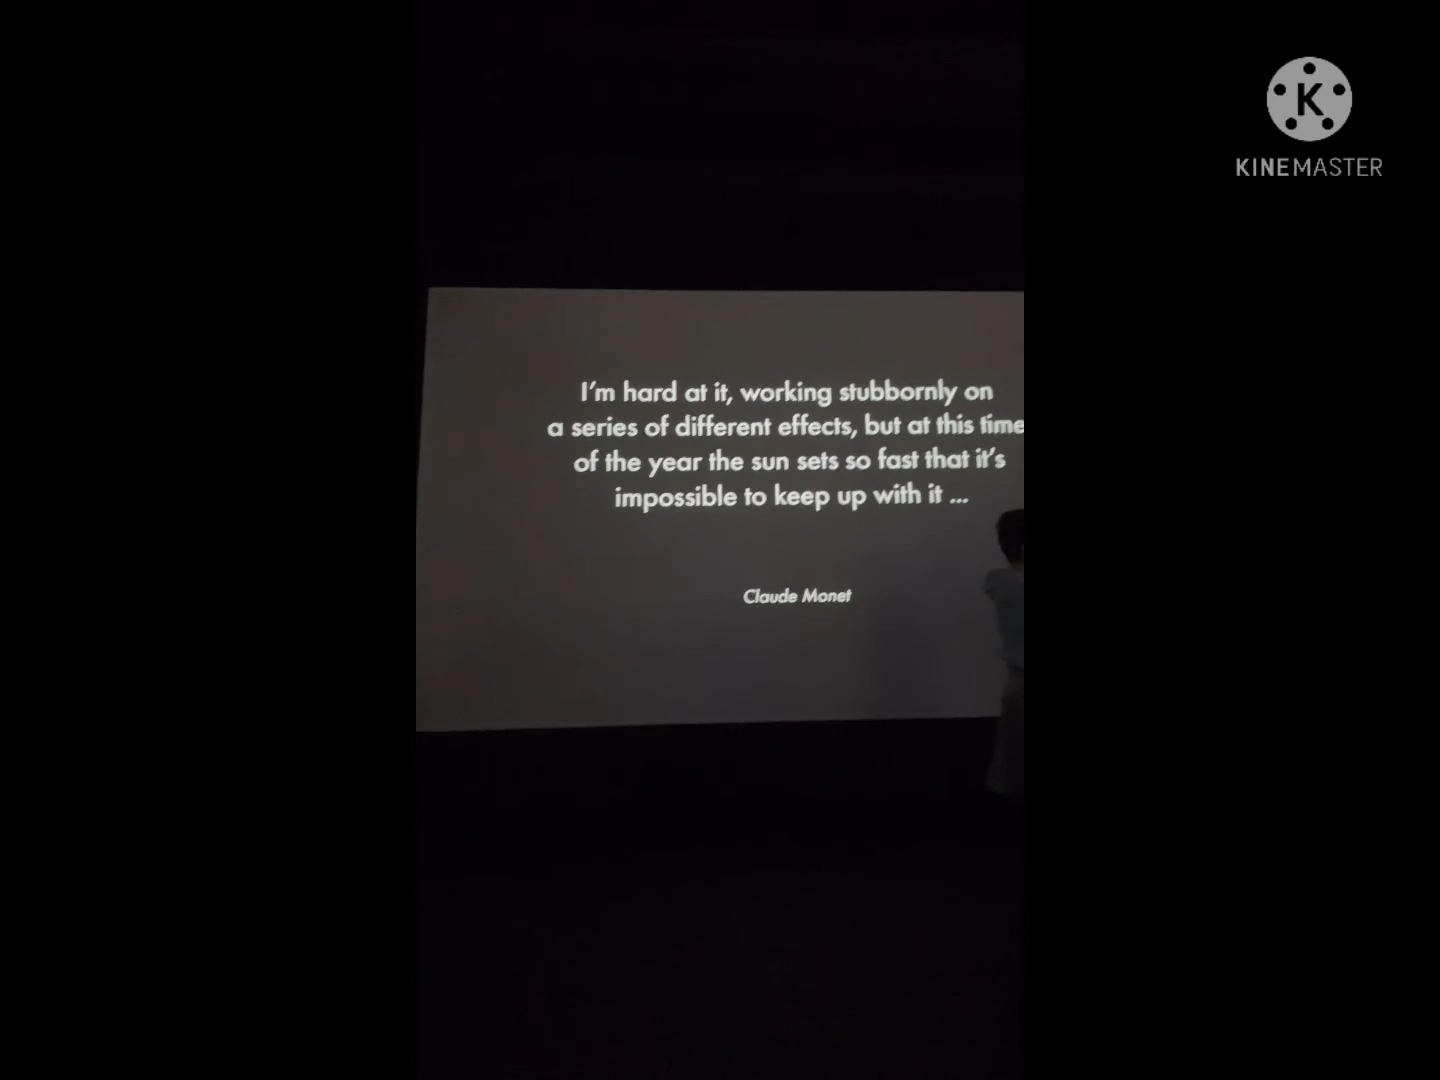 K
KINEMASTER
I'm hard at it, working stubbornly on
a series of different effects, but at this time
of the year the sun sets so fast that it's
impossible to keep up with it ...
Claude Monet